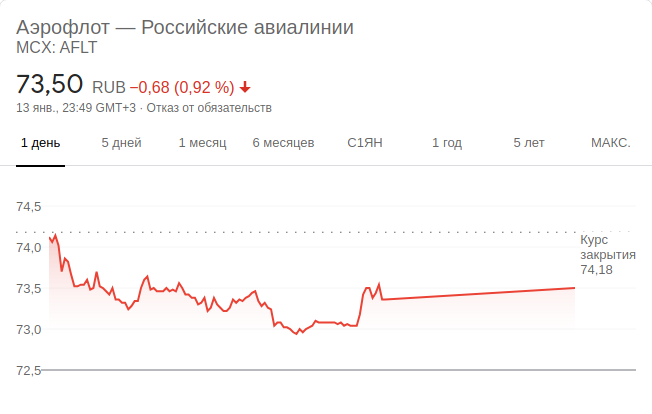 Аэрофлот — Российские авиалинии
MCX: AFLT
73,50 RUB −0,68 (0,92 %)
13 янв., 23:49 GMT+3 · Отказ от обязательств
1 день 5 дней 1 месяц 6 месяцев С1ЯН 1 год 5 лет МАКС.
74,5
74,0
73,5
73,0
72,5
Курс
закрытия
74,18